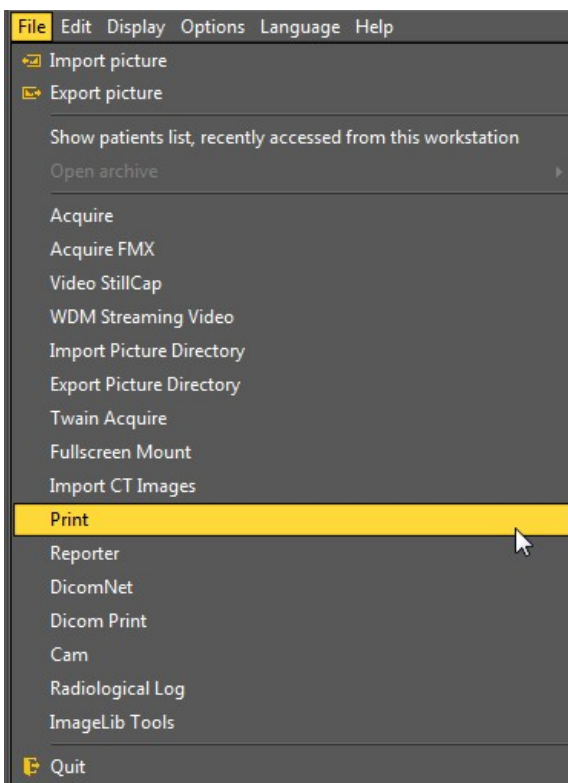 File Edit Display Options Language Help
Import picture
Export picture
Show patients list, recently accessed from this workstation
Open archive
Acquire
Acquire FMX
Video StillCap
WDM Streaming Video
Import Picture Directory
Export Picture Directory
Twain Acquire
Fullscreen Mount
Import CT Images
Print
Reporter
DicomNet
Dicom Print
Cam
Radiological Log
ImageLib Tools
Quit